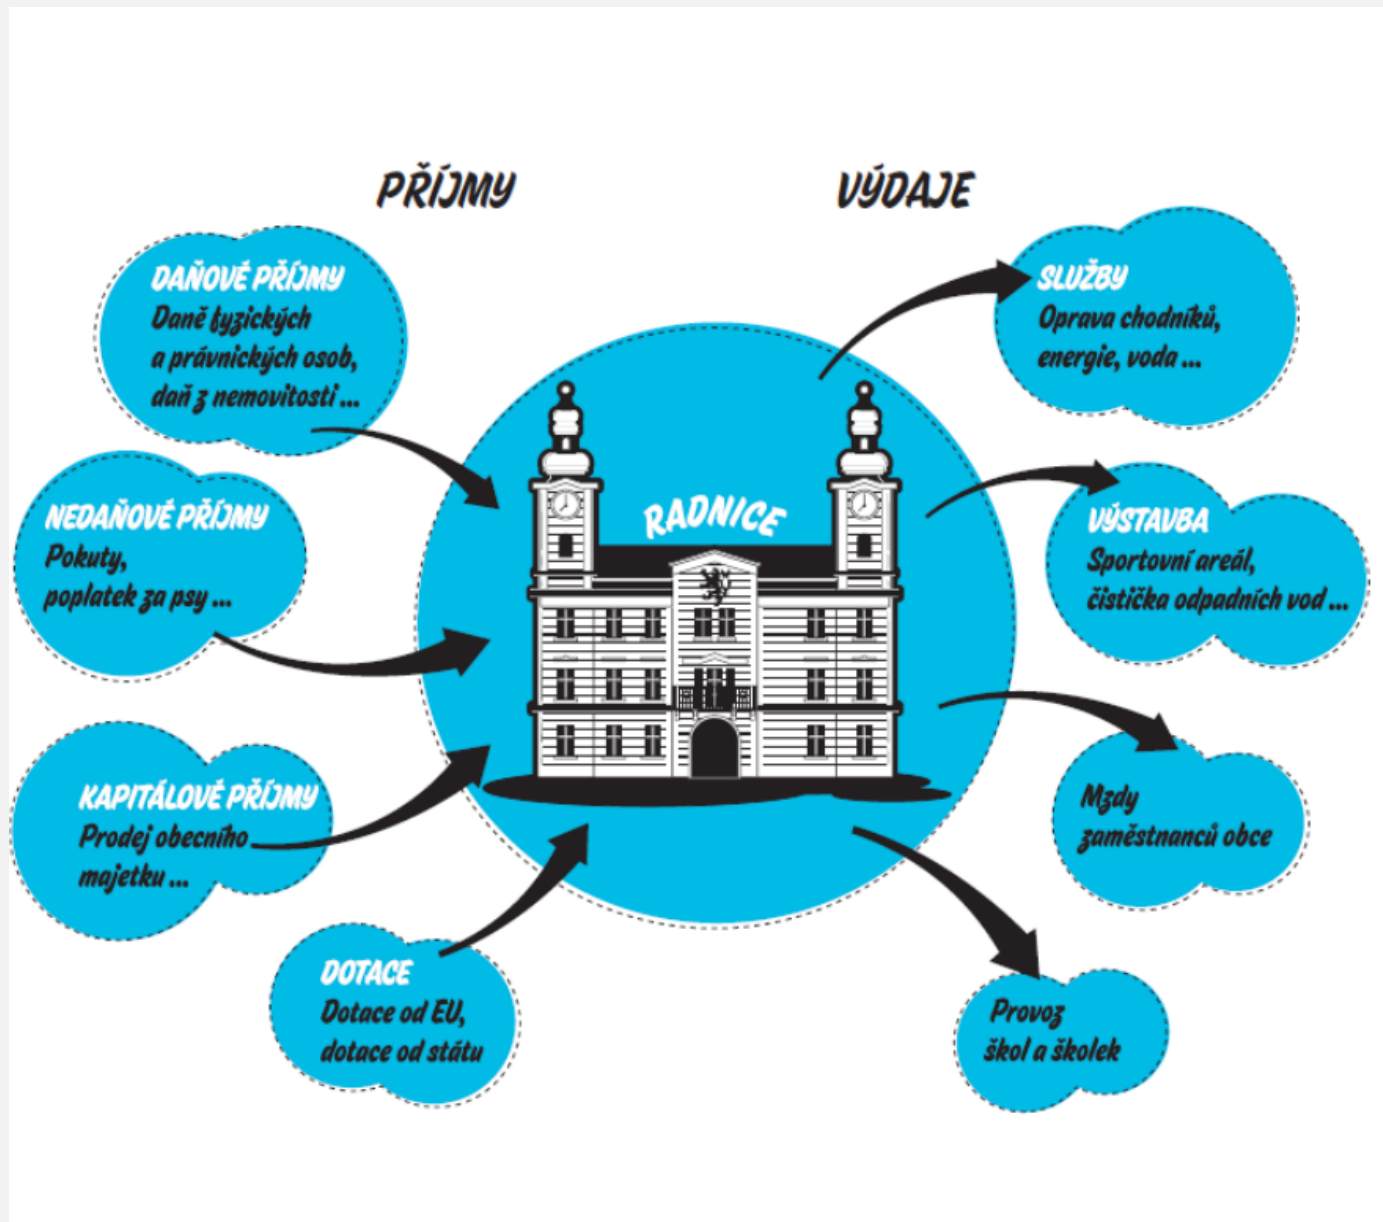 PŘÍJMY
VÝDAJE
DAŇOVÉ PŘÍJMY
Daně fyzických
a právnických osob,
daň z nemovitosti ...
NEDAŇOVÉ PŘÍJMY
Pokuty,
poplatek za psy ...
KAPITÁLOVÉ PŘÍJMY
Prodej obecního
majetku ...
DOTACE
Dotace od EU,
dotace od státu
RADNICE
SLUŽBY
Oprava chodníků,
energie, voda ...
VÝSTAVBA
Sportovní areál,
čistička odpadních vod ...
Mzdy
zaměstnanců obce
Provoz
škol a školek